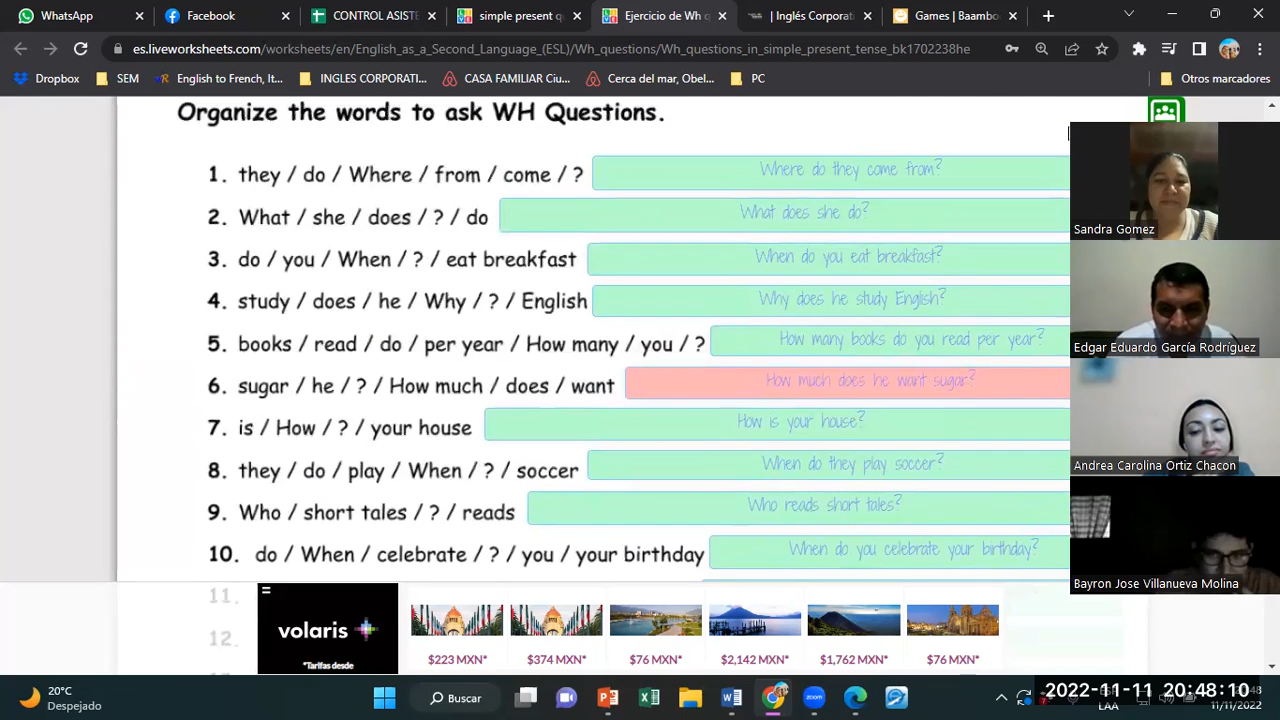 WhatsApp
Facebook
CONTROL ASISTE
simple present q
Ejercicio de Wh q
Inglés Corporat
Games | Baambo
es.liveworksheets.com/worksheets/en/English_as_a_Second_Language_(ESL)/Wh_questions/Wh_questions_in_simple_present_tense_bk1702238he
Dropbox
SEM
English to French, It...
INGLES CORPORATI...
CASA FAMILIAR Ciu...
Cerca del mar, Obel...
PC
Otros marcadores
Organize the words to ask WH Questions.
1. they / do / Where / from / come / ? Where do they come from?
2. What / she / does / ? / do What does she do?
3. do / you / When / ? / eat breakfast When do you eat breakfast?
4. study / does / he / Why / ? / English Why does he study English?
5. books / read / do / per year / How many / you / ? How many books do you read per year?
6. sugar / he / ? / How much / does / want How much does he want sugar?
7. is / How / ? / your house How is your house?
8. they / do / play / When / ? / soccer When do they play soccer?
9. Who / short tales / ? / reads Who reads short tales?
10. do / When / celebrate / ? / you / your birthday When do you celebrate your birthday?
11.
12.
Sandra Gomez
Edgar Eduardo García Rodríguez
Andrea Carolina Ortiz Chacon
Bayron Jose Villanueva Molina
volaris
*Tarifas desde
$223 MXN*
$374 MXN*
$76 MXN*
$2,142 MXN*
$1,762 MXN*
$76 MXN*
20°C
Despejado
Buscar
2022-11-11 20:48:10
LAA
11/11/2022